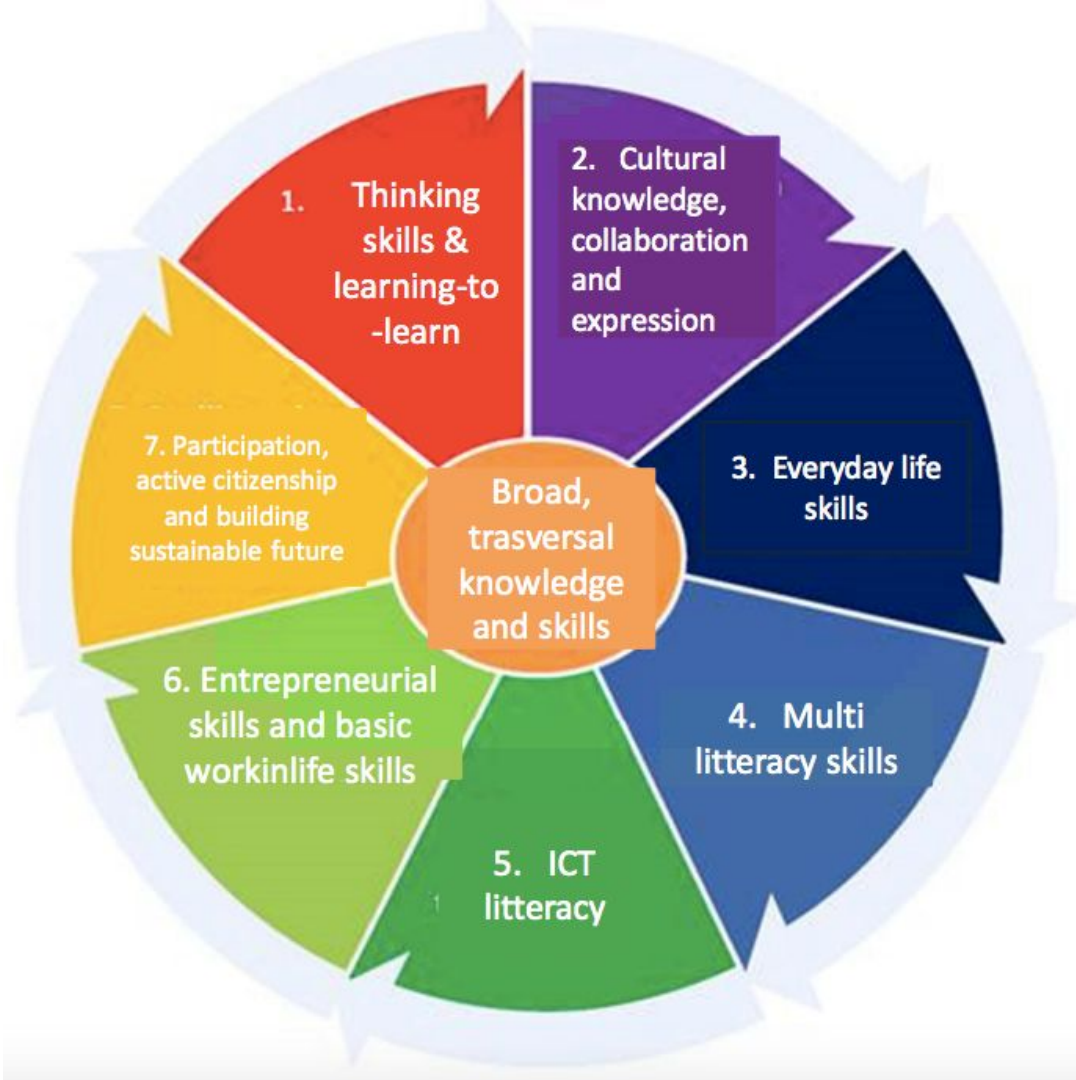 1. Thinking
skills &
learning-to
-learn
2. Cultural
knowledge,
collaboration
and
expression
3. Everyday life
skills
4. Multi
litteracy skills
5. ICT
litteracy
6. Entrepreneurial
skills and basic
workinlife skills
7. Participation,
active citizenship
and building
sustainable future
Broad,
trasversal
knowledge
and skills